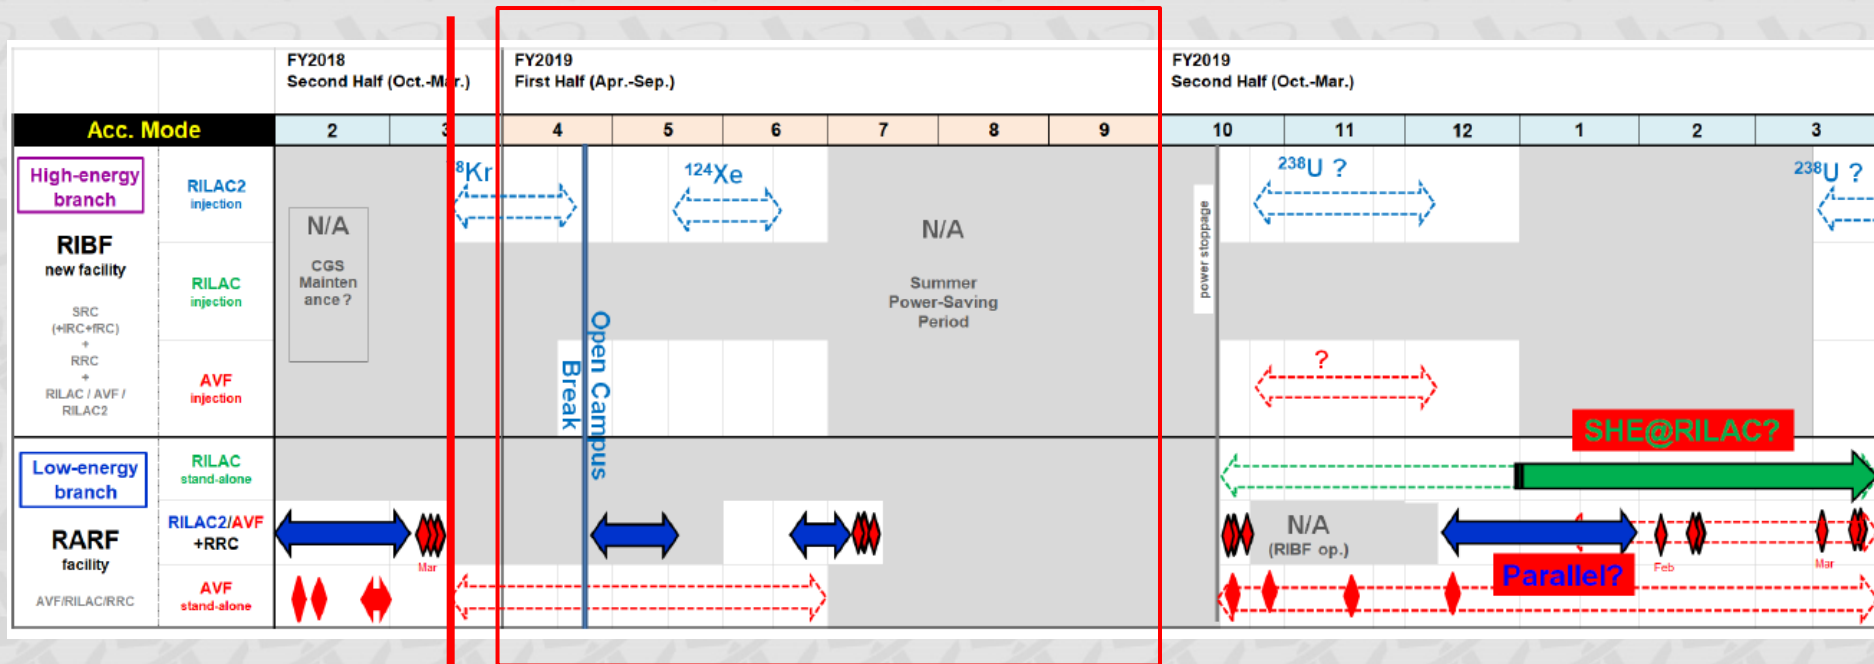 FY2018
Second Half (Oct.-Mar.)
FY2019
First Half (Apr.-Sep.)
FY2019
Second Half (Oct.-Mar.)
Acc. Mode
2
3
4
5
6
7
8
9
10
11
12
1
2
3
High-energy
branch
RIBF
new facility
SRC
(+IRC+fRC)
+
RRC
+
RILAC / AVF /
RILAC2
RILAC2
injection
RILAC
injection
AVF
injection
N/A
CGS
Mainten
ance ?
8Kr
124Xe
N/A
Summer
Power-Saving
Period
Open Campus
Break
power stoppage
238U ?
238U ?
?
SHE@RILAC?
Low-energy
branch
RARF
facility
AVF/RILAC/RRC
RILAC
stand-alone
RILAC2/AVF
+RRC
AVF
stand-alone
Mar
N/A
(RIBF op.)
Parallel?
Feb
Mar